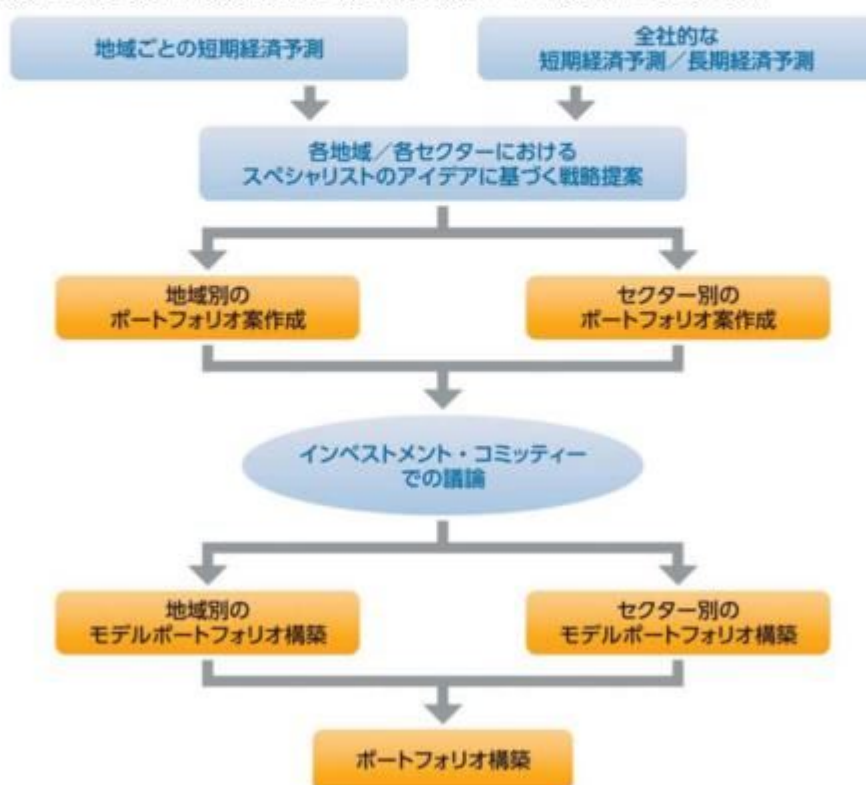 地域ごとの短期経済予測
全社的な
短期経済予測／長期経済予測
各地域／各セクターにおける
スペシャリストのアイデアに基づく戦略提案
地域別の
ポートフォリオ案作成
セクター別の
ポートフォリオ案作成
インベストメント・コミッティー
での議論
地域別の
モデルポートフォリオ構築
セクター別の
モデルポートフォリオ構築
ポートフォリオ構築